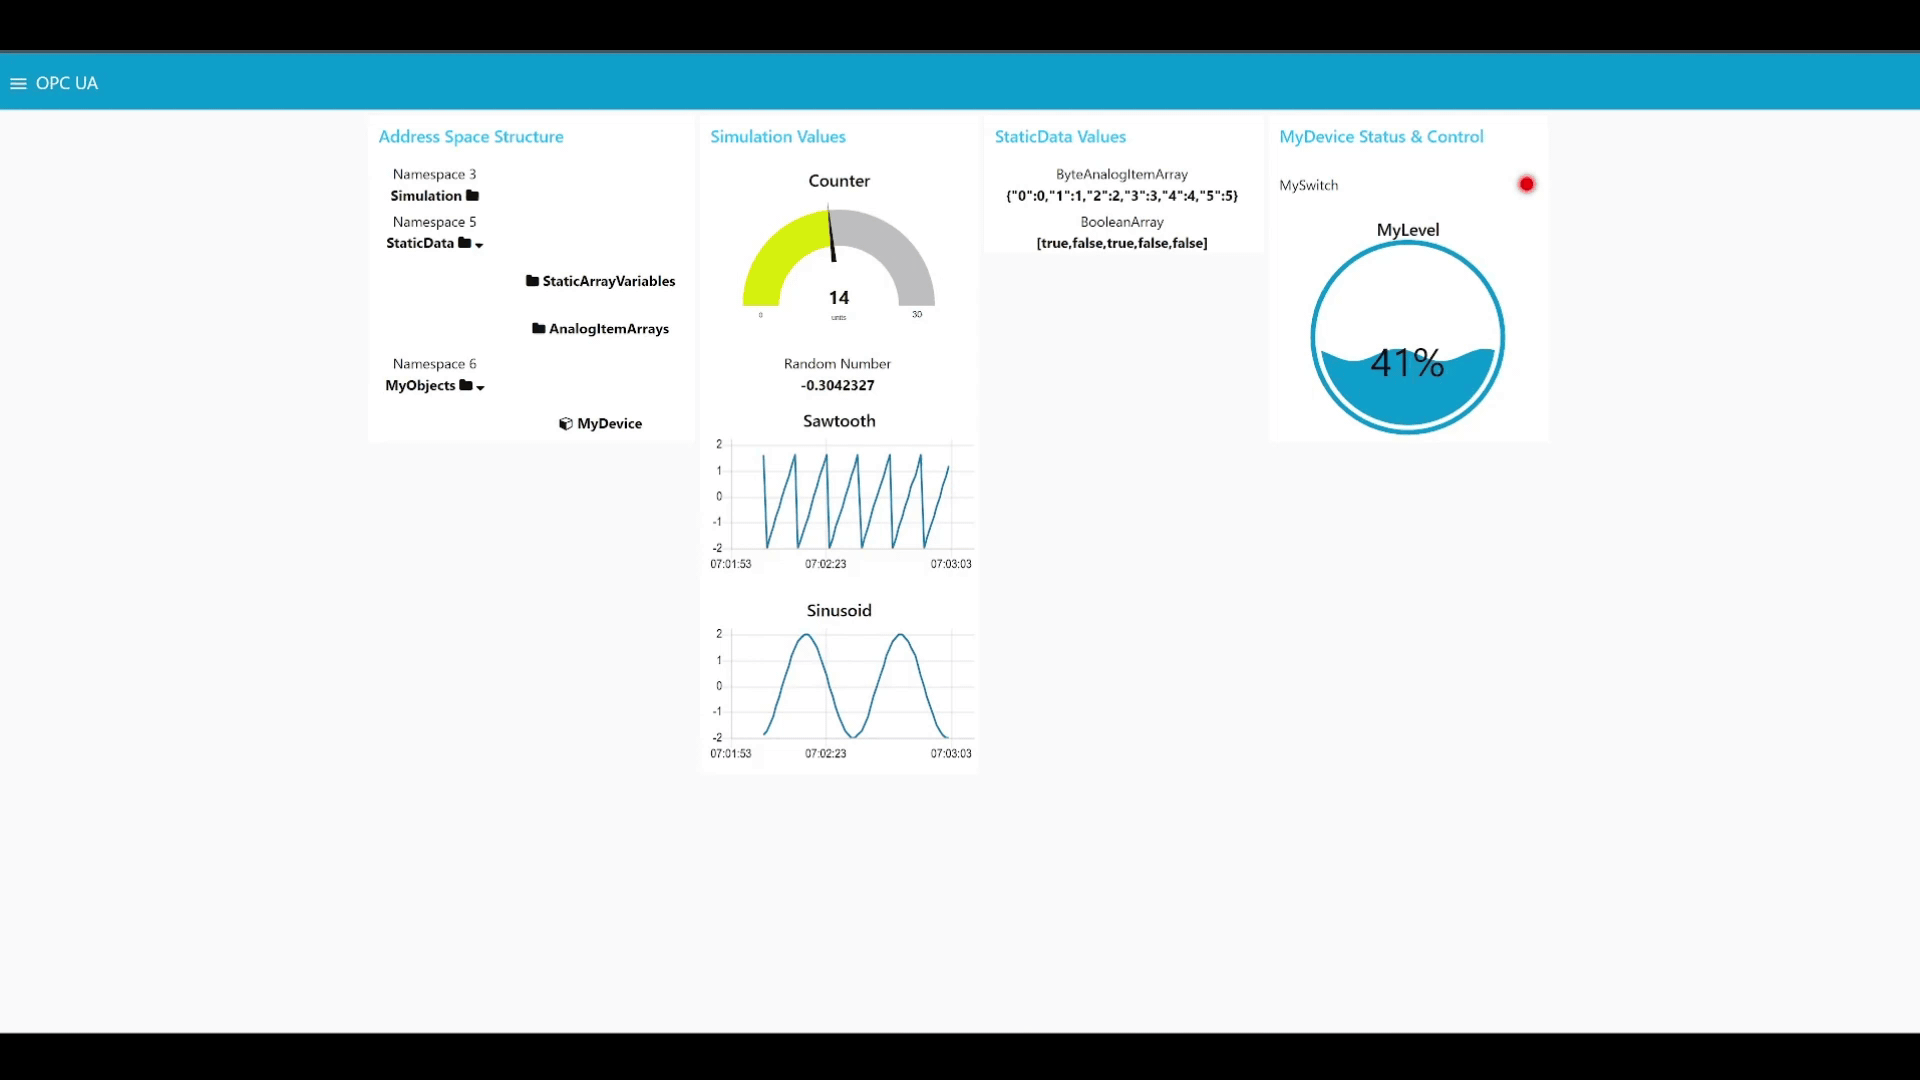 OPC UA
Address Space Structure
Namespace 3
Simulation
Namespace 5
StaticData
StaticArrayVariables
AnalogItemArrays
Namespace 6
MyObjects
MyDevice
Simulation Values
Counter
14
units
0
30
Random Number
-0.3042327
Sawtooth
2
1
0
-1
-2
07:01:53
07:02:23
07:03:03
Sinusoid
2
1
0
-1
-2
07:01:53
07:02:23
07:03:03
StaticData Values
ByteAnalogItemArray
{"0":0,"1":1,"2":2,"3":3,"4":4,"5":5}
BooleanArray
[true,false,true,false,false]
MyDevice Status & Control
MySwitch
MyLevel
41%